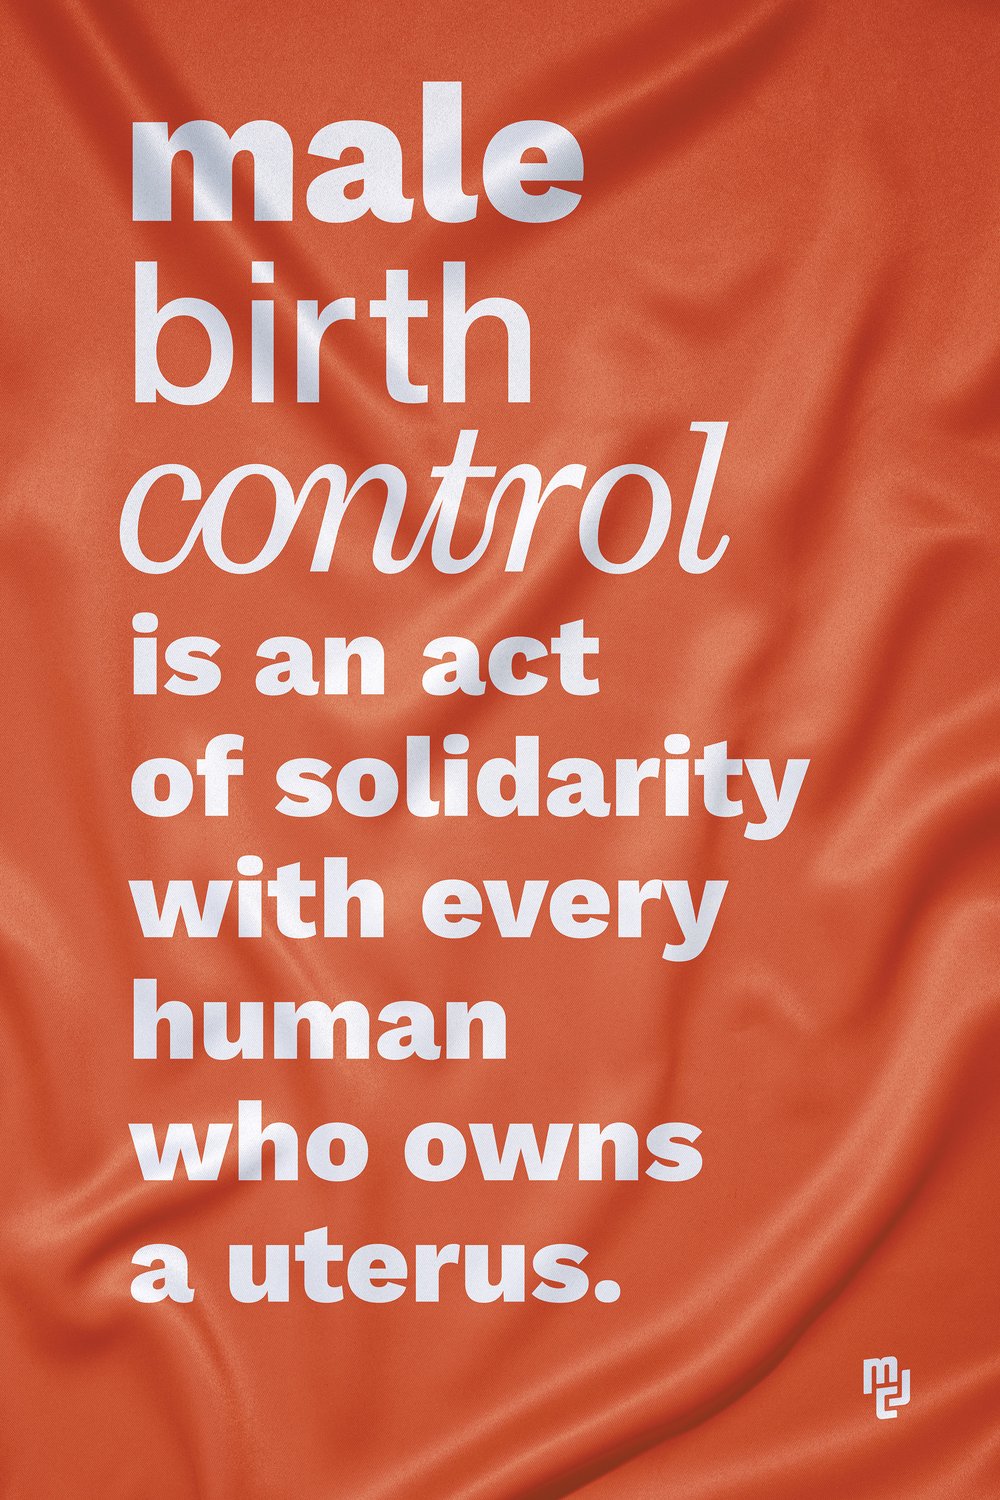 male
birth
control
is an act
of solidarity
with every
human
who owns
a uterus.